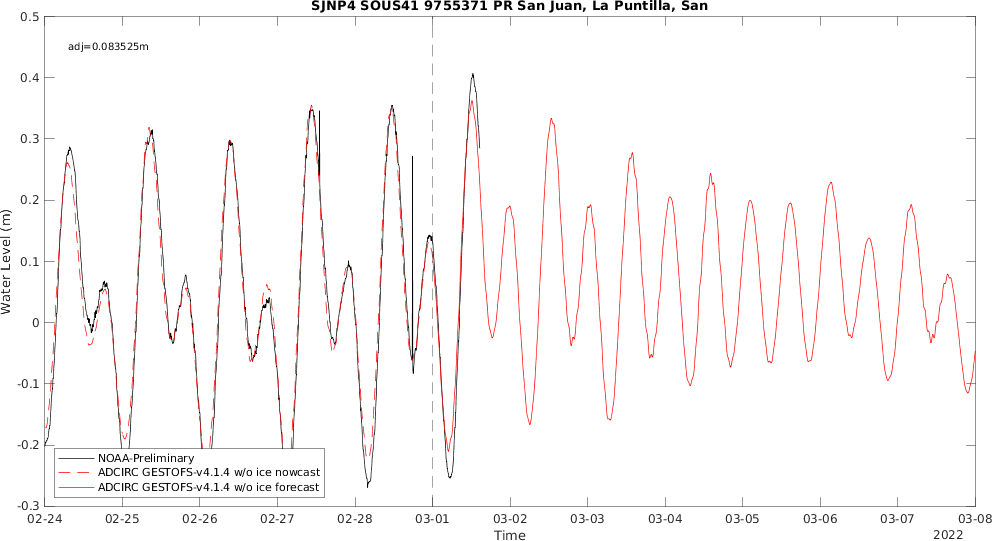 SJNP4 SOUS41 9755371 PR San Juan, La Puntilla, San
adj=0.083525m
Water Level (m)
0.5
0.4
0.3
0.2
0.1
0
-0.1
-0.2
-0.3
NOAA-Preliminary
ADCIRC GESTOFS-v4.1.4 w/o ice nowcast
ADCIRC GESTOFS-v4.1.4 w/o ice forecast
02-24 02-25 02-26 02-27 02-28 03-01 03-02 03-03 03-04 03-05 03-06 03-07 03-08
Time
2022